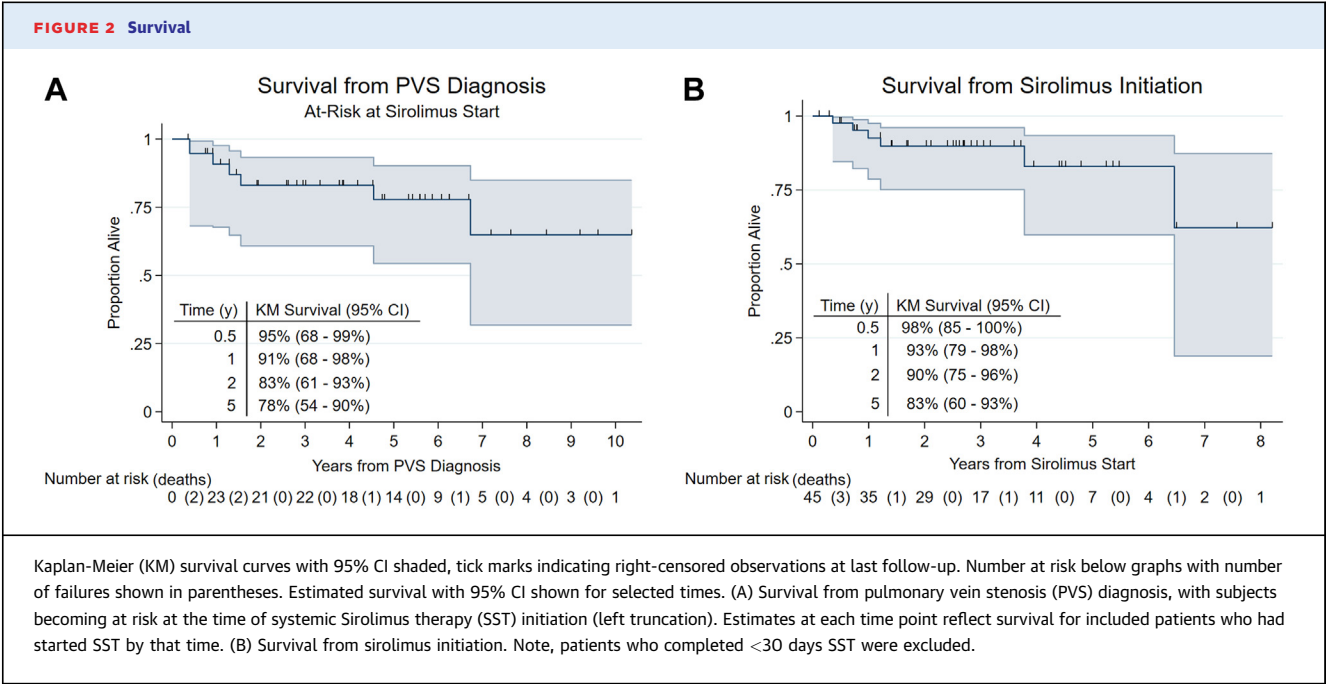 FIGURE 2 Survival
A
Survival from PVS Diagnosis
At-Risk at Sirolimus Start
Proportion Alive
1
.75
.5
.25
0
Time (y) KM Survival (95% CI)
0.5 95% (68 - 99%)
1 91% (68 - 98%)
2 83% (61 - 93%)
5 78% (54 - 90%)
0 1 2 3 4 5 6 7 8 9 10
Years from PVS Diagnosis
Number at risk (deaths)
0 (2) 23 (2) 21 (0) 22 (0) 18 (1) 14 (0) 9 (1) 5 (0) 4 (0) 3 (0) 1
B
Survival from Sirolimus Initiation
Proportion Alive
1
.75
.5
.25
0
Time (y) KM Survival (95% CI)
0.5 98% (85 - 100%)
1 93% (79 - 98%)
2 90% (75 - 96%)
5 83% (60 - 93%)
0 1 2 3 4 5 6 7 8
Years from Sirolimus Start
Number at risk (deaths)
45 (3) 35 (1) 29 (0) 17 (1) 11 (0) 7 (0) 4 (1) 2 (0) 1
Kaplan-Meier (KM) survival curves with 95% CI shaded, tick marks indicating right-censored observations at last follow-up. Number at risk below graphs with number
of failures shown in parentheses. Estimated survival with 95% CI shown for selected times. (A) Survival from pulmonary vein stenosis (PVS) diagnosis, with subjects
becoming at risk at the time of systemic Sirolimus therapy (SST) initiation (left truncation). Estimates at each time point reflect survival for included patients who had
started SST by that time. (B) Survival from sirolimus initiation. Note, patients who completed <30 days SST were excluded.